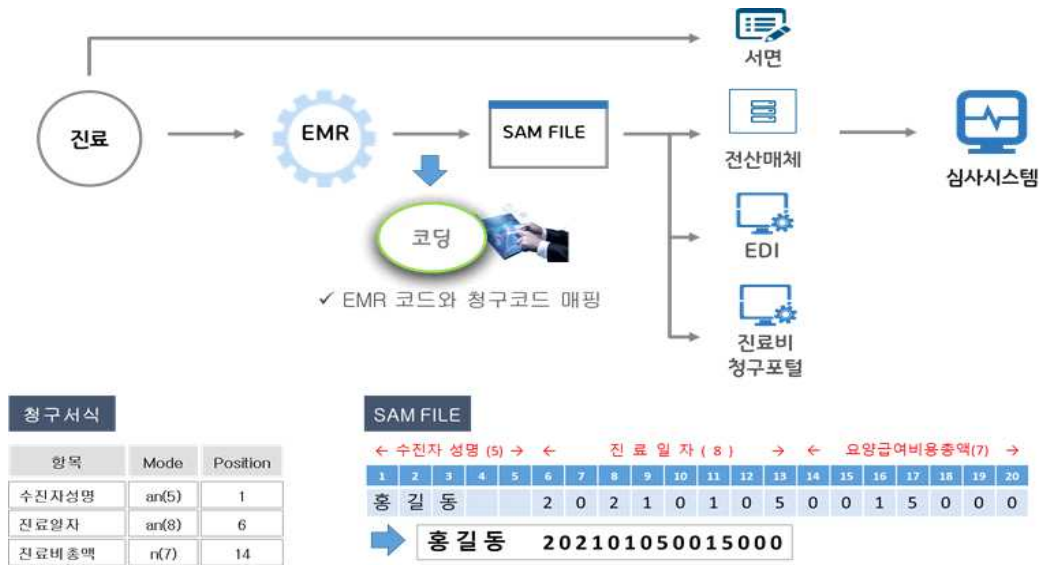 서면
진료
EMR
SAM FILE
전산매체
심사시스템
코딩
EDI
✓ EMR 코드와 청구코드 매핑
진료비
청구포털
청구서식
항목 Mode Position
수진자성명 an(5) 1
진료일자 an(8) 6
진료비총액 n(7) 14
SAM FILE
← 수진자 성명 (5) → ← 진 료 일 자 ( 8 ) → ← 요양급여비용총액(7) →
1 2 3 4 5 6 7 8 9 10 11 12 13 14 15 16 17 18 19 20
홍 길 동 2 0 2 1 0 1 0 5 0 0 1 5 0 0 0
홍길동 202101050015000